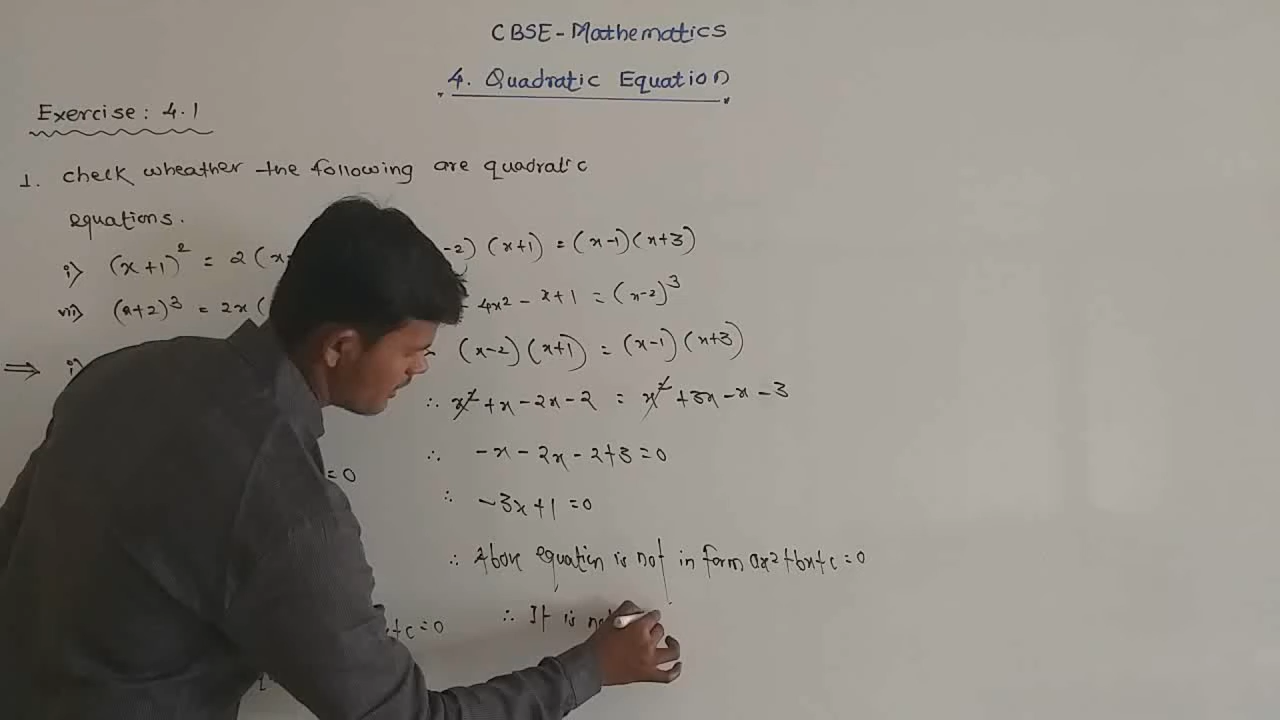 CBSE-Mathematics
4. Quadratic Equation
Exercise: 4.1
1. check wheather the following are quadratic
equations.
i) (x+1)² = 2(x -2) (x+1) = (x-1)(x+3)
(x+2)³ = 2x( 4x² - x+1 = (x-2)³
⇒ i) (x-2)(x+1) = (x-1)(x+3)
∴ x²+x-2x-2 = x²+3x-x-3
∴ -x-2x-2+3=0
=0
∴ -3x+1=0
∴ Above equation is not in form ax²+bx+c=0
+c=0 ∴ It is not